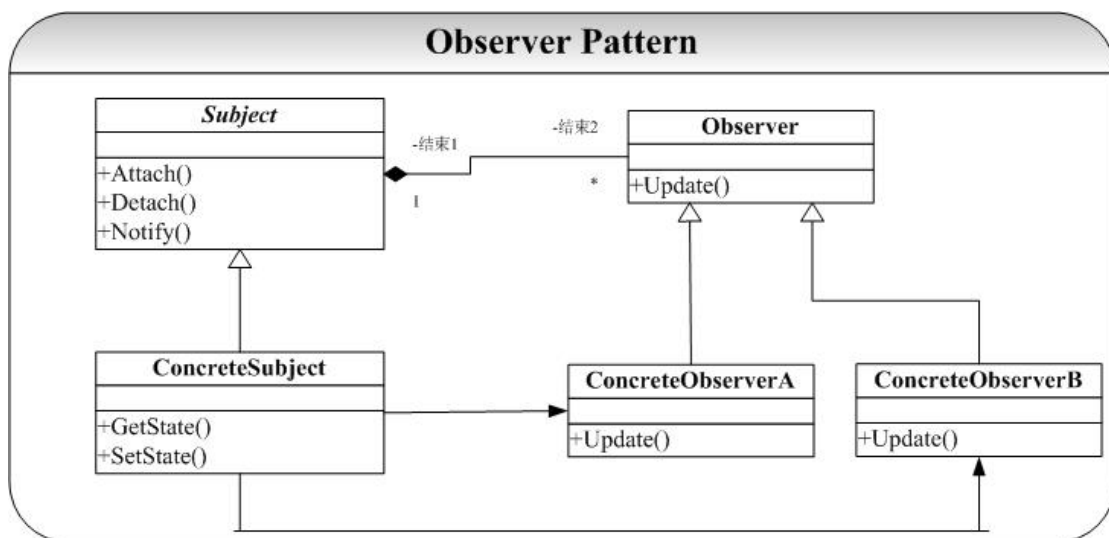 Observer Pattern
Subject
+Attach()
+Detach()
+Notify()
-结束1
1
-结束2
*
Observer
+Update()
ConcreteSubject
+GetState()
+SetState()
ConcreteObserverA
+Update()
ConcreteObserverB
+Update()